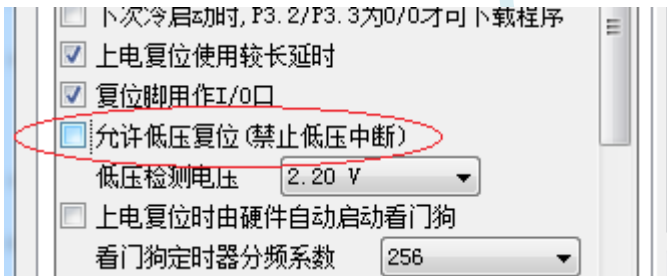 下次冷启动时,P3.2/P3.3为0/0才可下载程序
上电复位使用较长延时
复位脚用作I/O口
允许低压复位(禁止低压中断)
低压检测电压 2.20 V
上电复位时由硬件自动启动看门狗
看门狗定时器分频系数 256